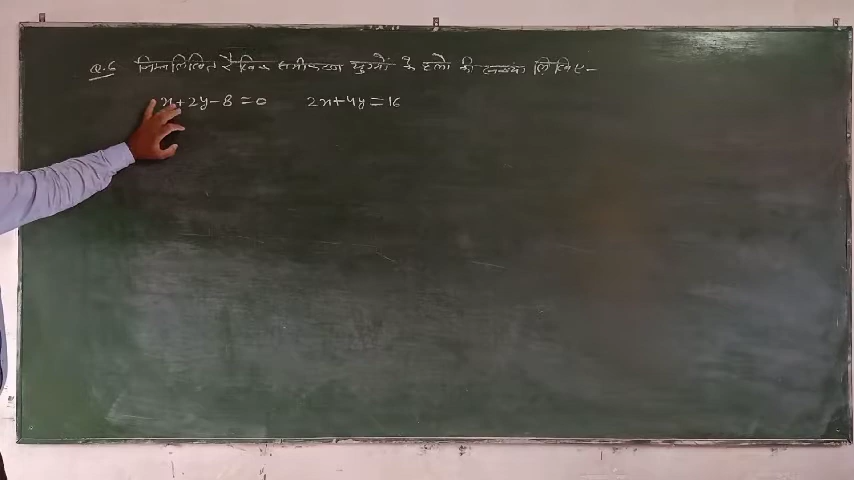 Q.6 निम्नलिखित रैखिक समीकरण युग्मों के हलो की संख्या लिखिए-
x+2y-8=0 2x+4y=16